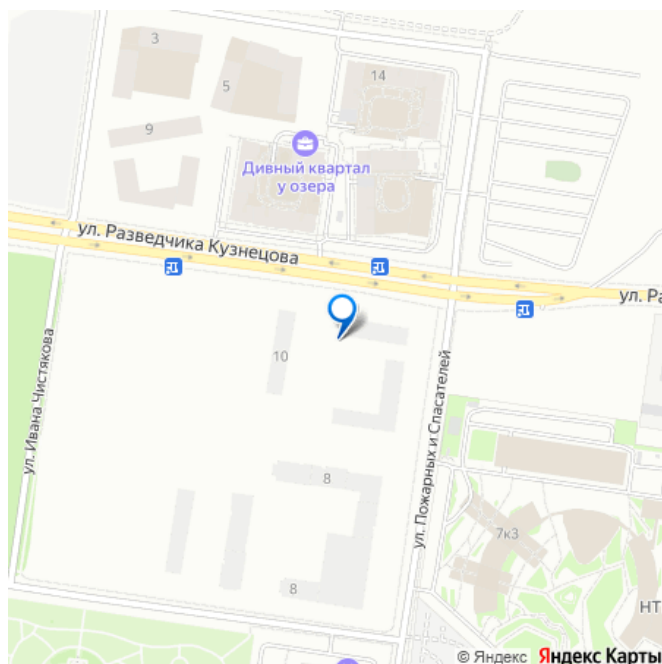 3
14
5
9
Дивный квартал
у озера
ул. Разведчика Кузнецова
ул. Ра
10
ул. Ивана Чистякова
ул. Пожарных и Спасателей
8
7к3
8
НТ
© Яндекс Яндекс Карты